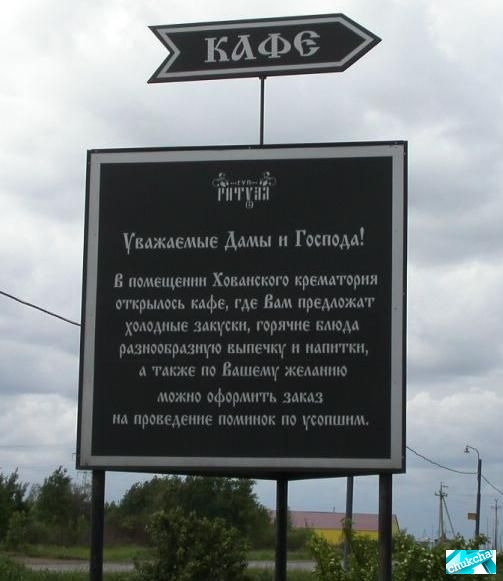 КАФЕ
ГУП
РИТУАЛ
Уважаемые Дамы и Господа!
В помещении Хованского крематория
открылось кафе, где Вам предложат
холодные закуски, горячие блюда
разнообразную выпечку и напитки,
а также по Вашему желанию
можно оформить заказ
на проведение поминок по усопшим.
chukcha